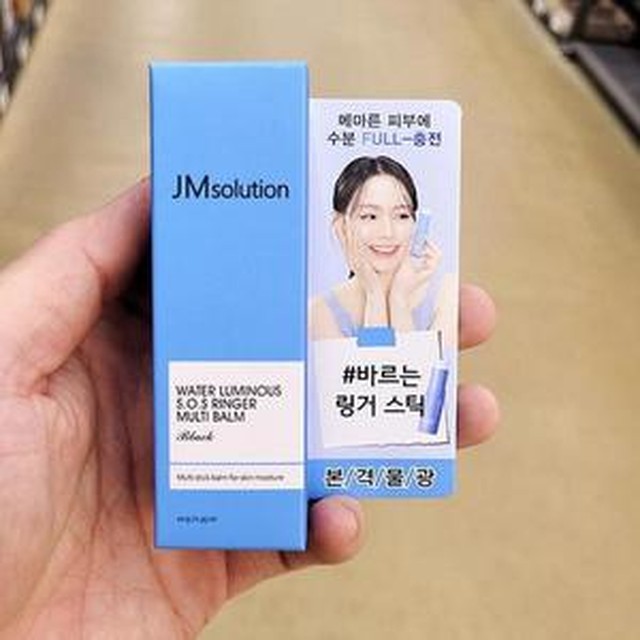 JMsolution
WATER LUMINOUS
S.O.S RINGER
MULTI BALM
Black
Multi stick balm for skin moisture
메마른 피부에
수분 FULL-충전
#바르는
링거 스틱
본/격/물/광